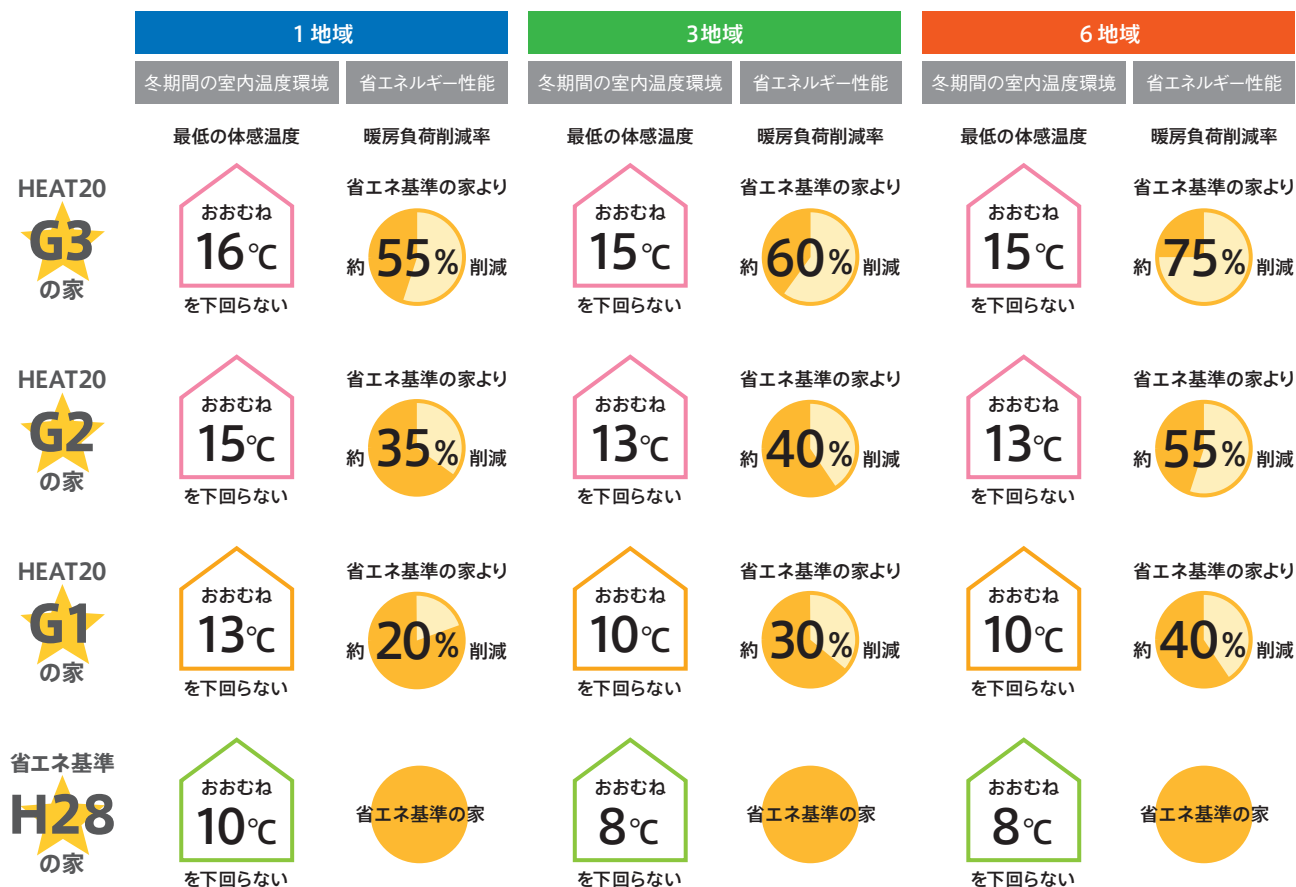 1 地域
3地域
6 地域
冬期間の室内温度環境 省エネルギー性能 冬期間の室内温度環境 省エネルギー性能 冬期間の室内温度環境 省エネルギー性能
最低の体感温度 暖房負荷削減率 最低の体感温度 暖房負荷削減率 最低の体感温度 暖房負荷削減率
HEAT20
G3
の家
おおむね
16℃
を下回らない
省エネ基準の家より
約 55% 削減
おおむね
15℃
を下回らない
省エネ基準の家より
約 60% 削減
おおむね
15℃
を下回らない
省エネ基準の家より
約 75% 削減
HEAT20
G2
の家
おおむね
15℃
を下回らない
省エネ基準の家より
約 35% 削減
おおむね
13℃
を下回らない
省エネ基準の家より
約 40% 削減
おおむね
13℃
を下回らない
省エネ基準の家より
約 55% 削減
HEAT20
G1
の家
おおむね
13℃
を下回らない
省エネ基準の家より
約 20% 削減
おおむね
10℃
を下回らない
省エネ基準の家より
約 30% 削減
おおむね
10℃
を下回らない
省エネ基準の家より
約 40% 削減
省エネ基準
H28
の家
おおむね
10℃
を下回らない
省エネ基準の家
おおむね
8℃
を下回らない
省エネ基準の家
おおむね
8℃
を下回らない
省エネ基準の家